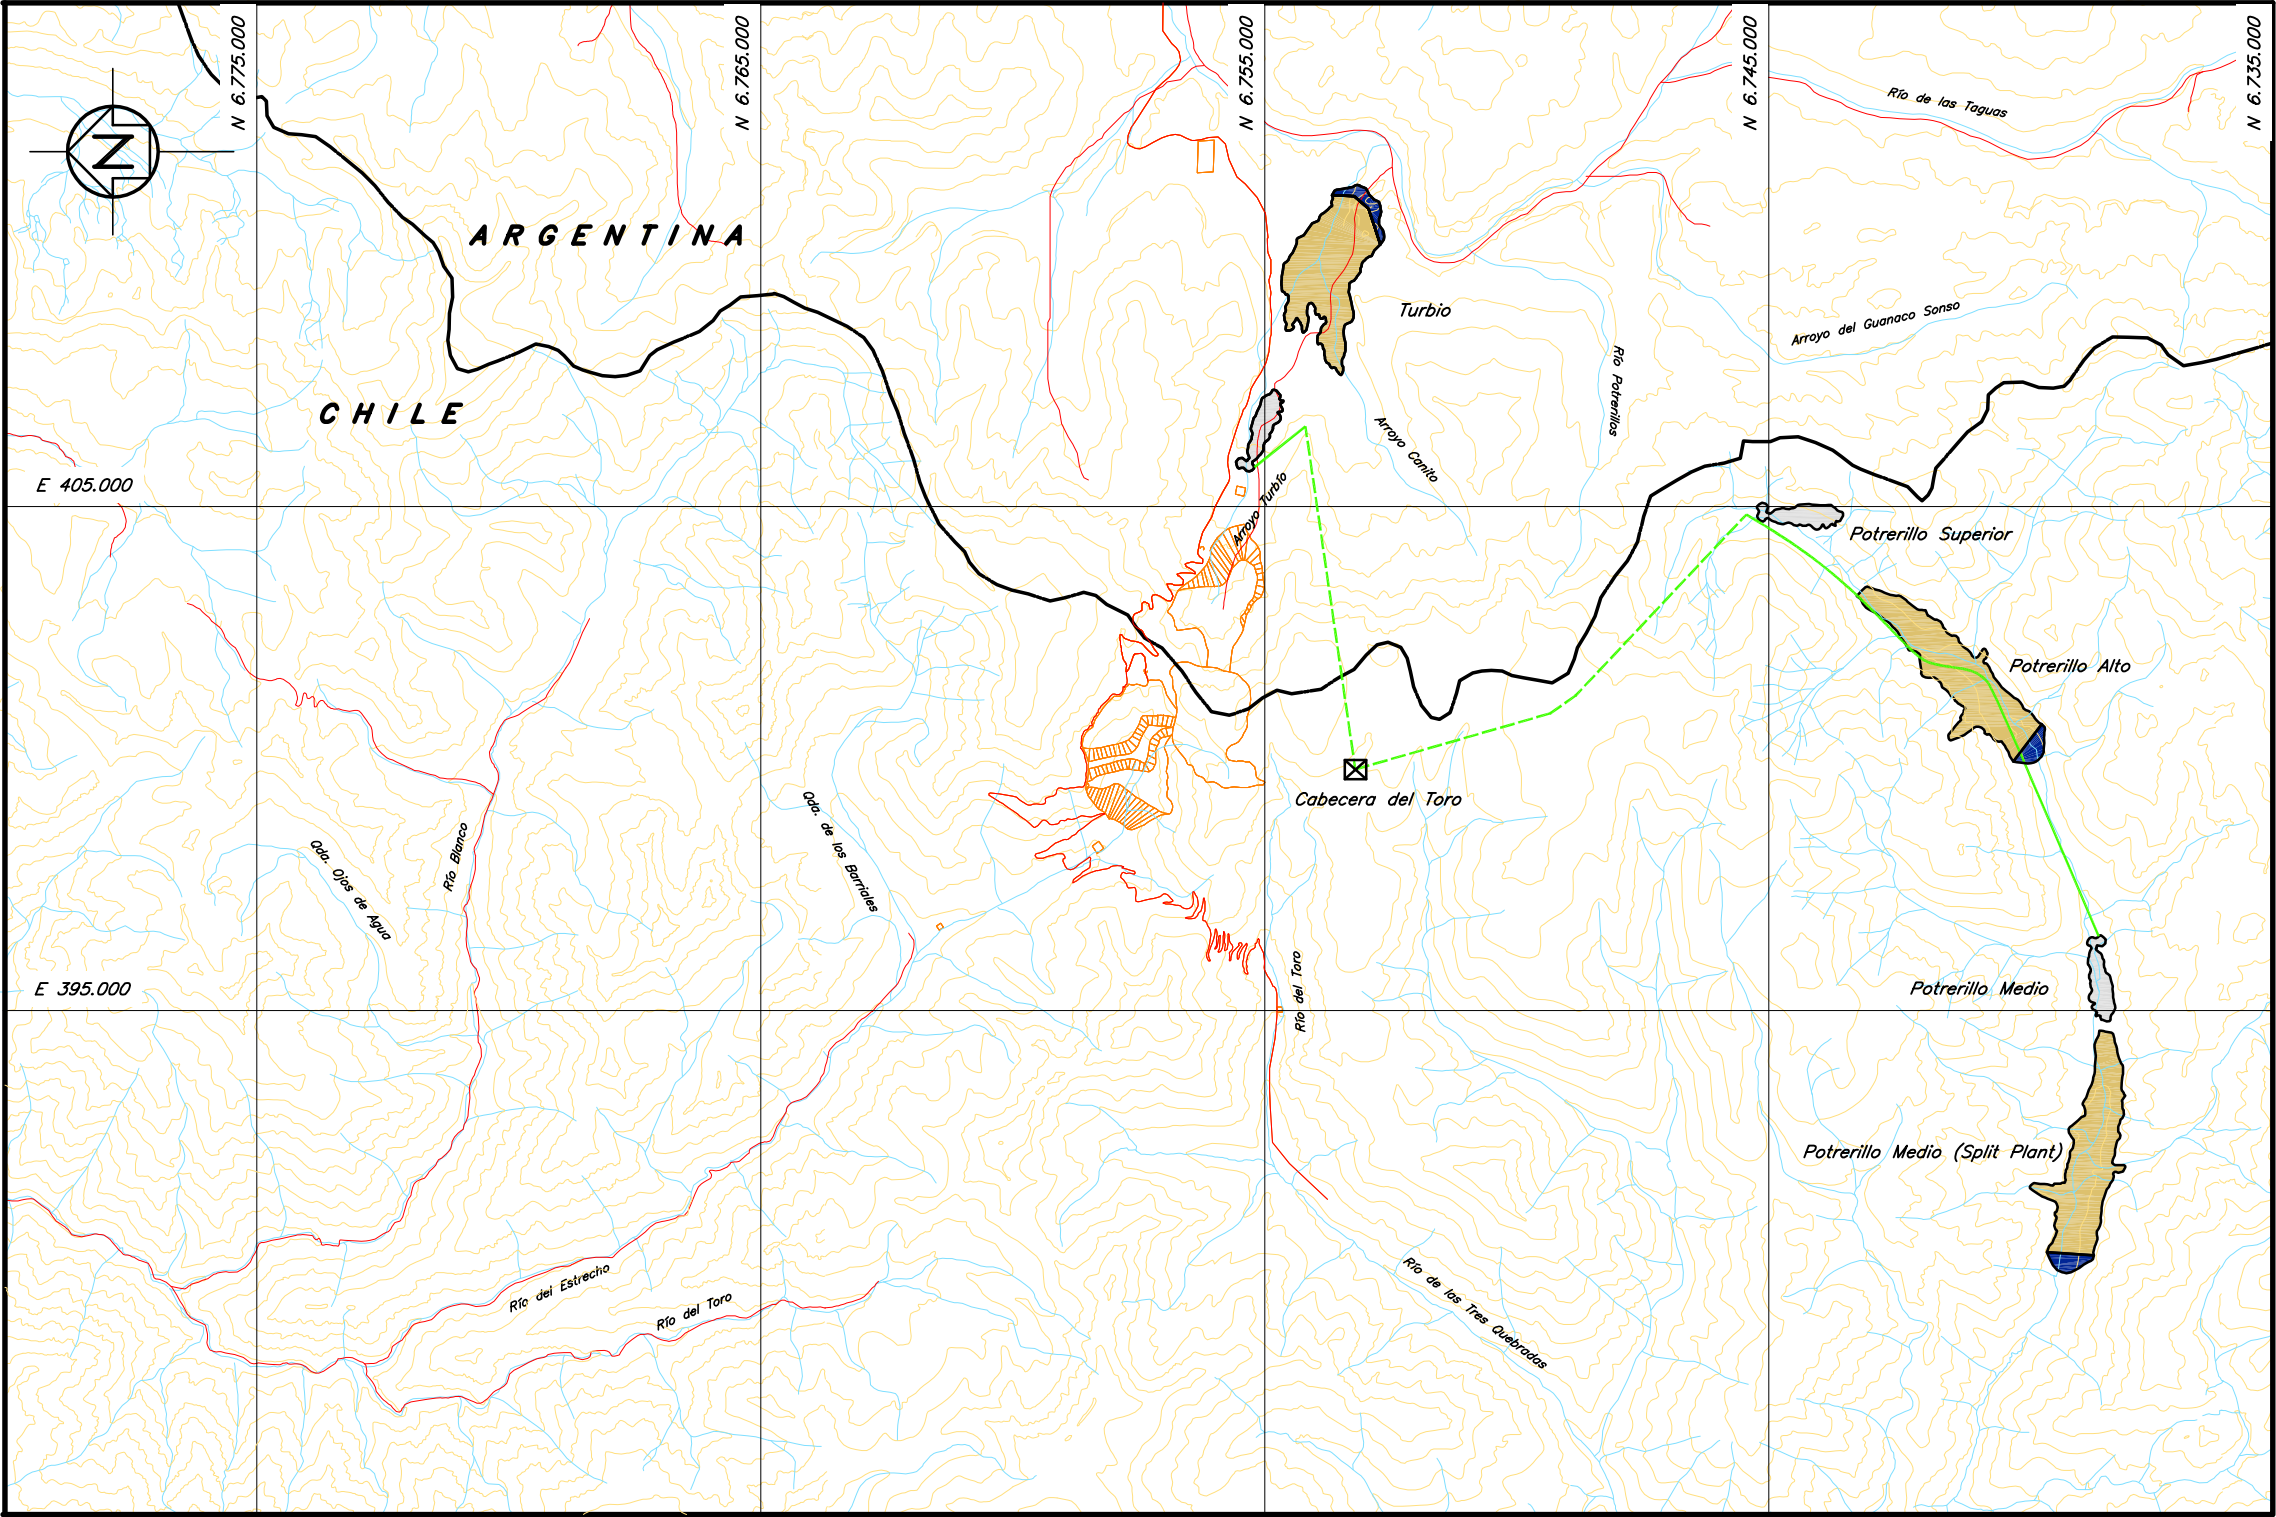 N 6.775.000
N 6.765.000
N 6.755.000
N 6.745.000
N 6.735.000
Río de las Taguas
N
ARGENTINA
Turbio
Arroyo del Guanaco Sonso
Río Potrerillos
CHILE
Arroyo Canito
E 405.000
Arroyo Turbio
Potrerillo Superior
Potrerillo Alto
Cabecera del Toro
Qda. de los Barriales
Río Blanco
Qda. Ojos de Agua
Río del Toro
E 395.000
Potrerillo Medio
Potrerillo Medio (Split Plant)
Río del Estrecho
Río del Toro
Río de los Tres Quebradas